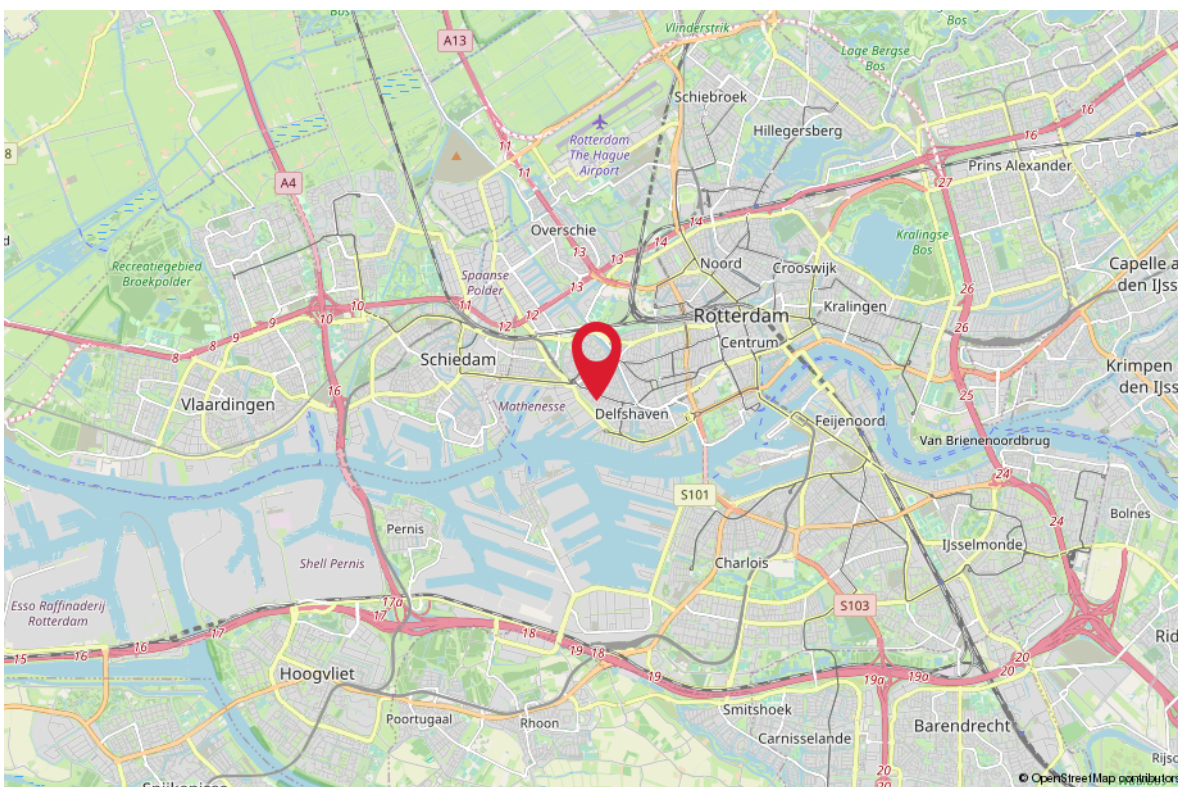 Bos
Vlinderstrik
A13
Lage Bergse
Bos
Schiebroek
Hillegersberg
16
16
Rotterdam
The Hague
Airport
8
11
11
Prins Alexander
A4
27
Overschie
14
14
13
13
13
Kralingse
Bos
d
Noord
Crooswijk
Recreatiegebied
Broekpolder
Spaanse
Polder
Capelle a
den IJss
26
26
10
10
11
12
12
Kralingen
Rotterdam
9
9
8
8
Centrum
Schiedam
Krimpen
den IJss
16
25
Vlaardingen
Mathenesse
Delfshaven
Feijenoord
Van Brienenoordbrug
24
24
S101
Bolnes
Pernis
IJsselmonde
Shell Pernis
Charlois
Esso Raffinaderij
Rotterdam
17a
17
17
S103
18
18
19
19
19a
19a
20
20
15
16
16
Rid
Hoogvliet
Poortugaal
Rhoon
Smitshoek
Barendrecht
Carnisselande
Rijsc
20
© OpenStreetMap contributors